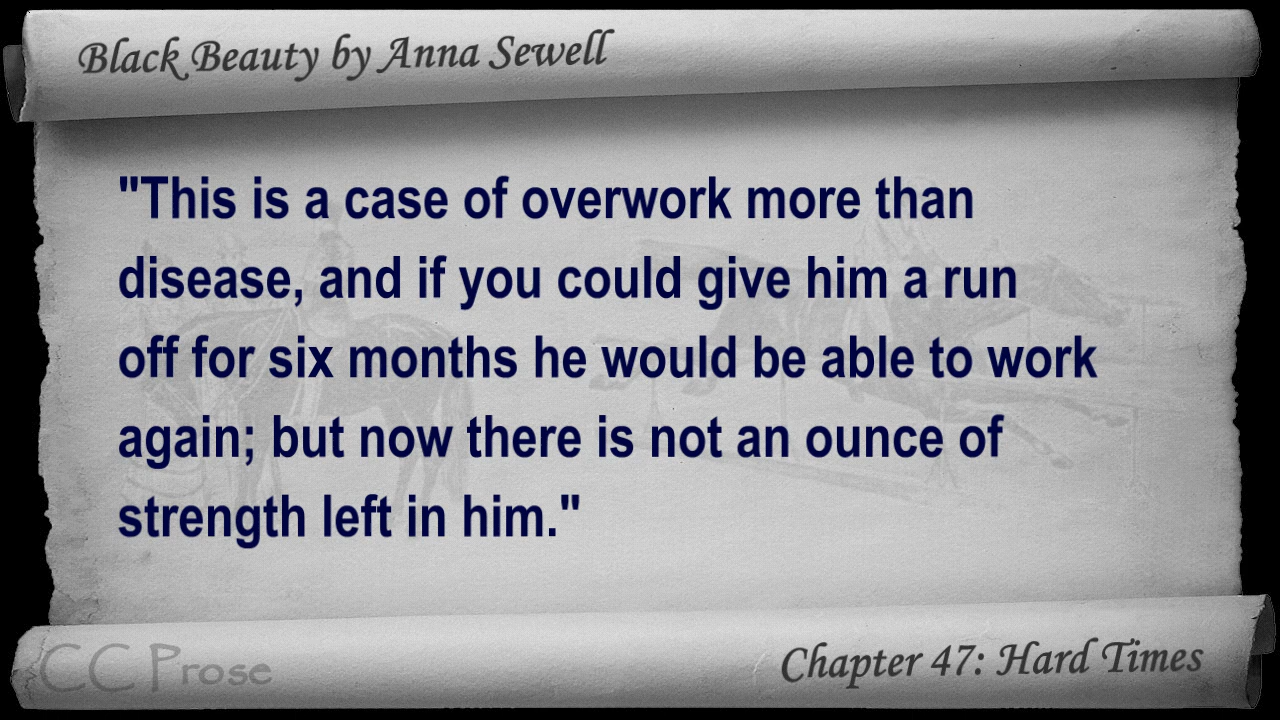 Black Beauty by Anna Sewell
"This is a case of overwork more than
disease, and if you could give him a run
off for six months he would be able to work
again; but now there is not an ounce of
strength left in him."
CC Prose
Chapter 47: Hard Times